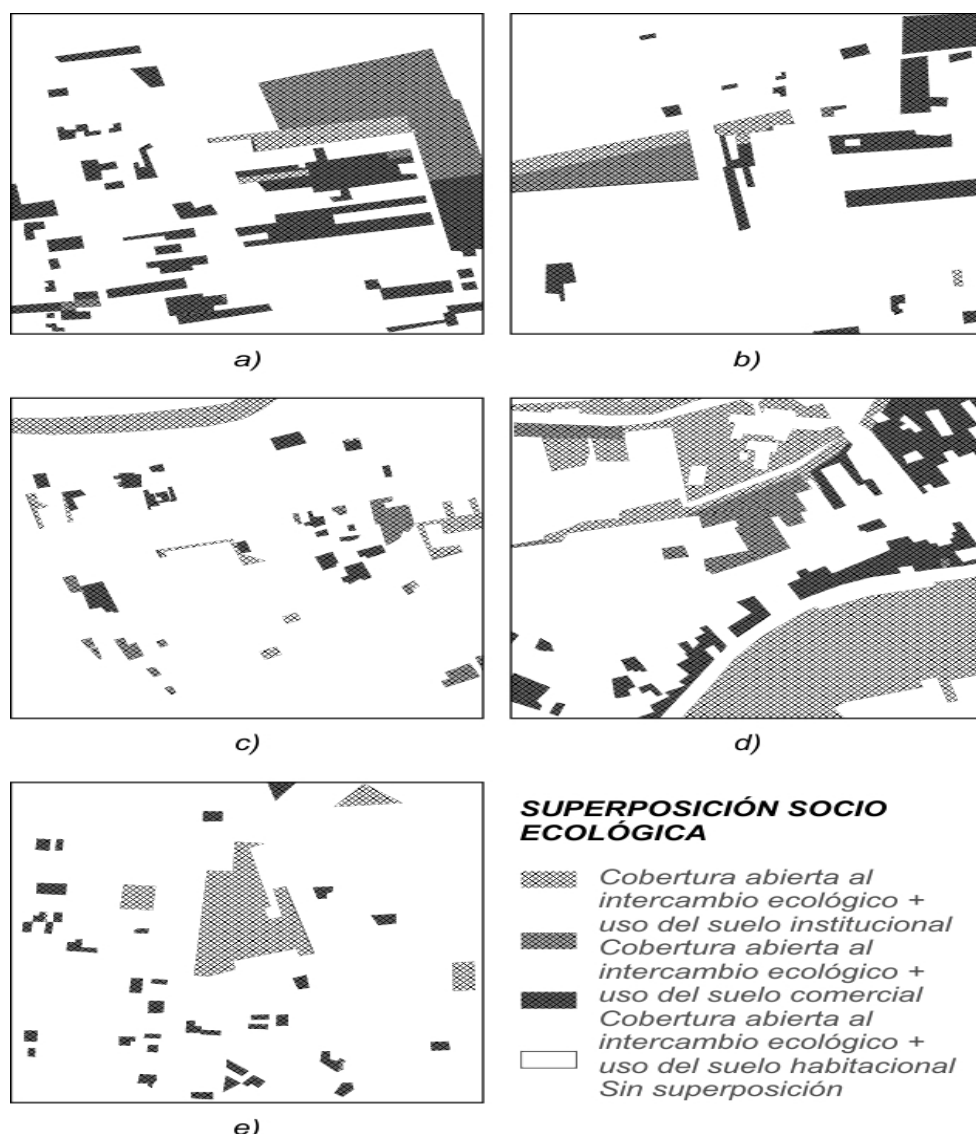 a)
b)
c)
d)
e)
SUPERPOSICIÓN SOCIO
ECOLÓGICA
Cobertura abierta al
intercambio ecológico +
uso del suelo institucional
Cobertura abierta al
intercambio ecológico +
uso del suelo comercial
Cobertura abierta al
intercambio ecológico +
uso del suelo habitacional
Sin superposición